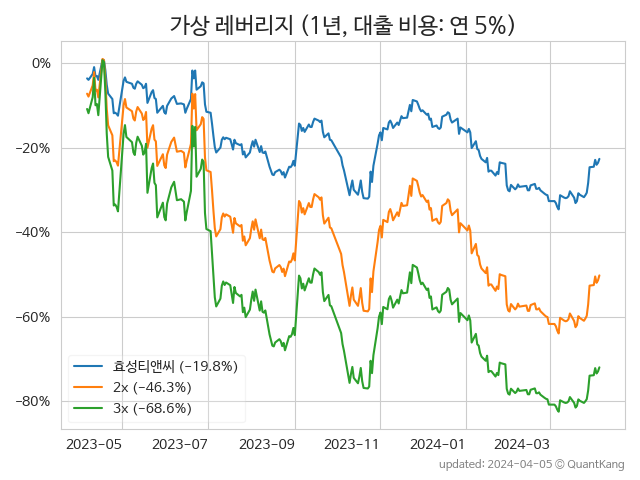 가상 레버리지 (1년, 대출 비용: 연 5%)
0%
−20%
−40%
−60%
−80%
효성티앤씨 (−19.8%)
2x (−46.3%)
3x (−68.6%)
2023-05 2023-07 2023-09 2023-11 2024-01 2024-03
updated: 2024-04-05 © QuantKang